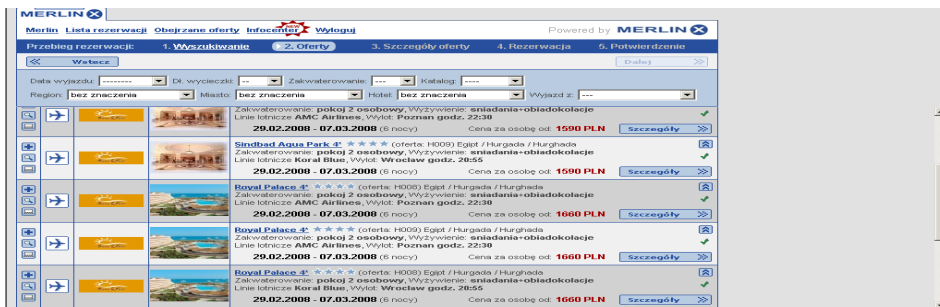 MERLIN X
Merlin Lista rezerwacji Obejrzane oferty Infocenter NEW Wyloguj Powered by MERLIN X
Przebieg rezerwacji: 1. Wyszukiwanie 2. Oferty 3. Szczegóły oferty 4. Rezerwacja 5. Potwierdzenie
Wstecz Dalej
Data wyjazdu: -------- Dł. wycieczki: -- Zakwaterowanie: --- Katalog: ----
Region: bez znaczenia Miasto: bez znaczenia Hotel: bez znaczenia Wyjazd z: ---
Zakwaterowanie: pokoj 2 osobowy, Wyżywienie: sniadania+obiadokolacje
Linie lotnicze AMC Airlines, Wylot: Poznan godz. 22:30
29.02.2008 - 07.03.2008 (6 nocy) Cena za osobę od: 1590 PLN Szczegóły
Sindbad Aqua Park 4* (oferta: H009) Egipt / Hurgada / Hurghada
Zakwaterowanie: pokoj 2 osobowy, Wyżywienie: sniadania+obiadokolacje
Linie lotnicze Koral Blue, Wylot: Wroclaw godz. 20:55
29.02.2008 - 07.03.2008 (6 nocy) Cena za osobę od: 1590 PLN Szczegóły
Royal Palace 4* (oferta: H008) Egipt / Hurgada / Hurghada
Zakwaterowanie: pokoj 2 osobowy, Wyżywienie: sniadania+obiadokolacje
Linie lotnicze AMC Airlines, Wylot: Poznan godz. 22:30
29.02.2008 - 07.03.2008 (6 nocy) Cena za osobę od: 1660 PLN Szczegóły
Royal Palace 4* (oferta: H009) Egipt / Hurgada / Hurghada
Zakwaterowanie: pokoj 2 osobowy, Wyżywienie: sniadania+obiadokolacje
Linie lotnicze AMC Airlines, Wylot: Poznan godz. 22:30
29.02.2008 - 07.03.2008 (6 nocy) Cena za osobę od: 1660 PLN Szczegóły
Royal Palace 4* (oferta: H008) Egipt / Hurgada / Hurghada
Zakwaterowanie: pokoj 2 osobowy, Wyżywienie: sniadania+obiadokolacje
Linie lotnicze Koral Blue, Wylot: Wroclaw godz. 20:55
29.02.2008 - 07.03.2008 (6 nocy) Cena za osobę od: 1660 PLN Szczegóły